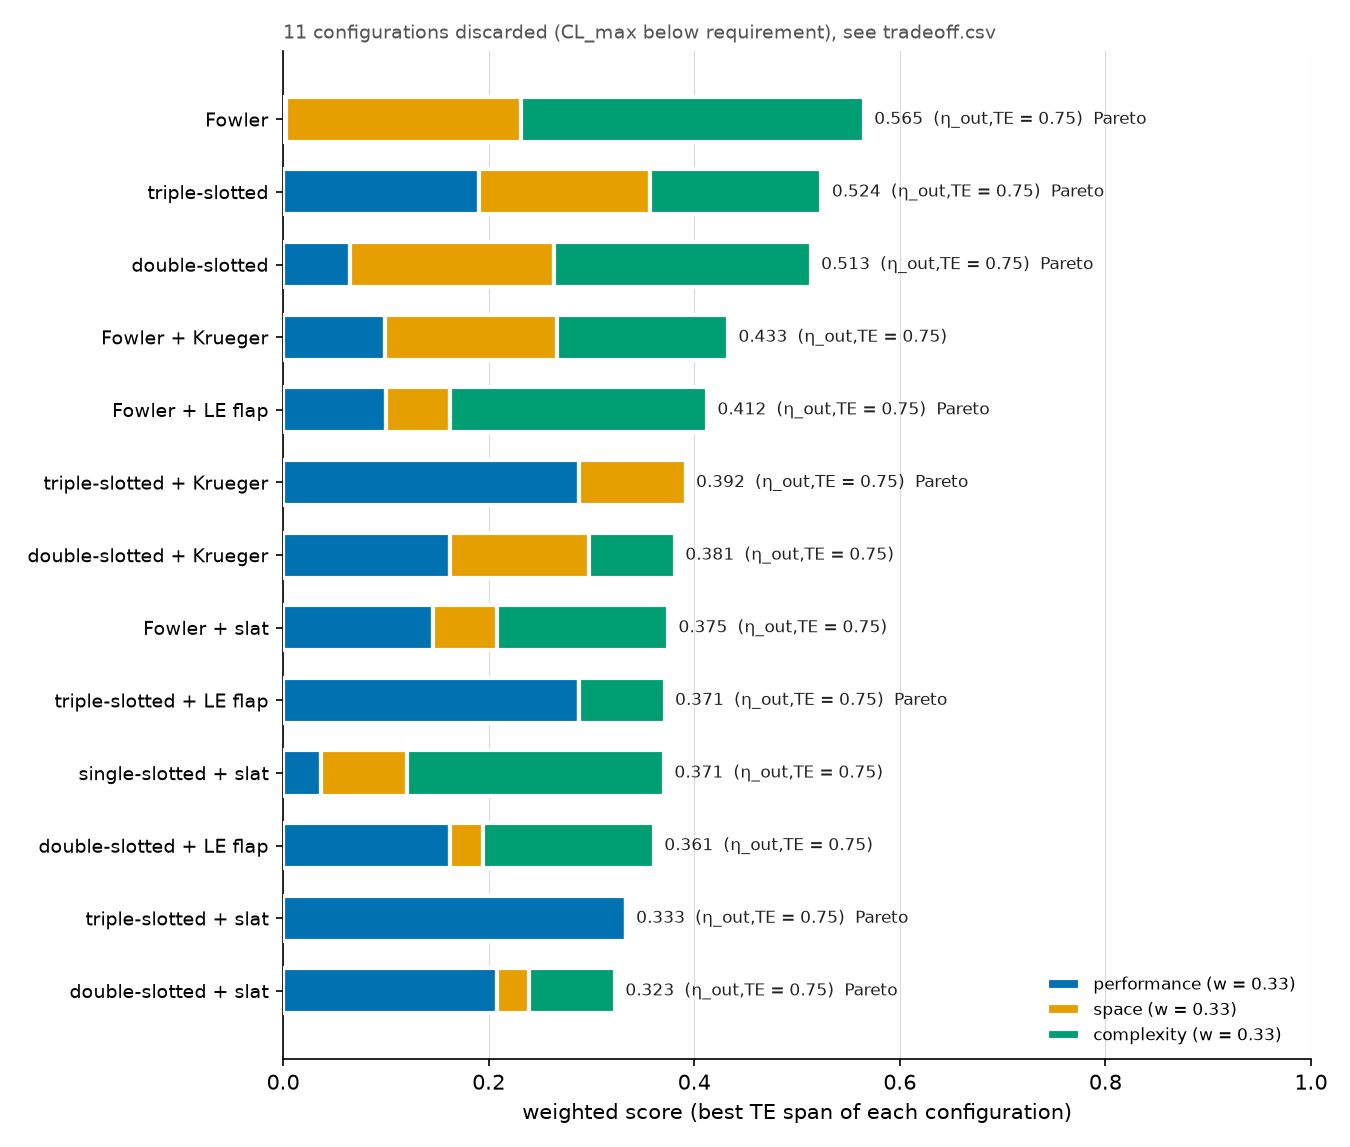 11 configurations discarded (CL_max below requirement), see tradeoff.csv
Fowler 0.565 (η_out,TE = 0.75) Pareto
triple-slotted 0.524 (η_out,TE = 0.75) Pareto
double-slotted 0.513 (η_out,TE = 0.75) Pareto
Fowler + Krueger 0.433 (η_out,TE = 0.75)
Fowler + LE flap 0.412 (η_out,TE = 0.75) Pareto
triple-slotted + Krueger 0.392 (η_out,TE = 0.75) Pareto
double-slotted + Krueger 0.381 (η_out,TE = 0.75)
Fowler + slat 0.375 (η_out,TE = 0.75)
triple-slotted + LE flap 0.371 (η_out,TE = 0.75) Pareto
single-slotted + slat 0.371 (η_out,TE = 0.75)
double-slotted + LE flap 0.361 (η_out,TE = 0.75)
triple-slotted + slat 0.333 (η_out,TE = 0.75) Pareto
double-slotted + slat 0.323 (η_out,TE = 0.75) Pareto
performance (w = 0.33)
space (w = 0.33)
complexity (w = 0.33)
0.0 0.2 0.4 0.6 0.8 1.0
weighted score (best TE span of each configuration)